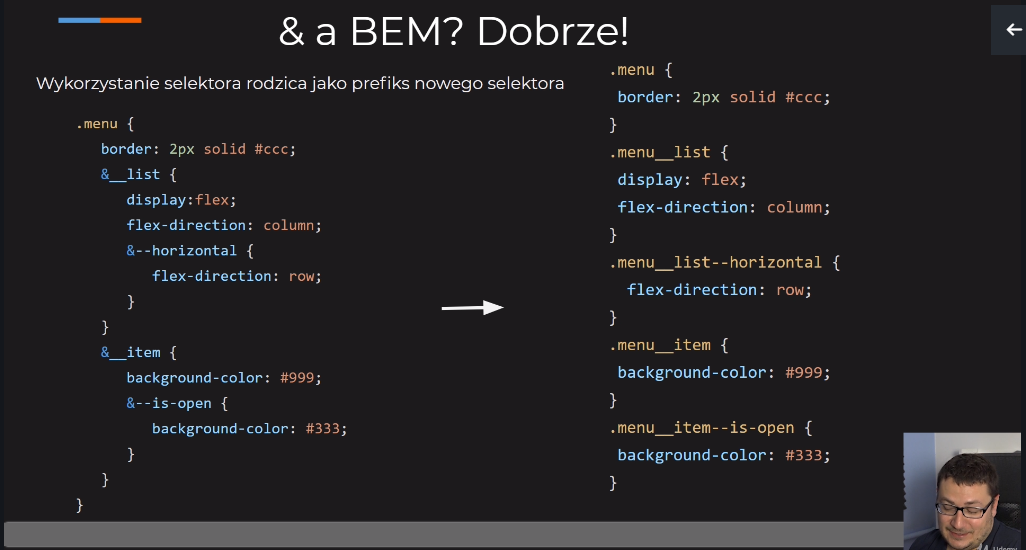 & a BEM? Dobrze!
Wykorzystanie selektora rodzica jako prefiks nowego selektora
.menu {
border: 2px solid #ccc;
&__list {
display:flex;
flex-direction: column;
&--horizontal {
flex-direction: row;
}
}
&__item {
background-color: #999;
&--is-open {
background-color: #333;
}
}
}
.menu {
border: 2px solid #ccc;
}
.menu__list {
display: flex;
flex-direction: column;
}
.menu__list--horizontal {
flex-direction: row;
}
.menu__item {
background-color: #999;
}
.menu__item--is-open {
background-color: #333;
}
Udemy